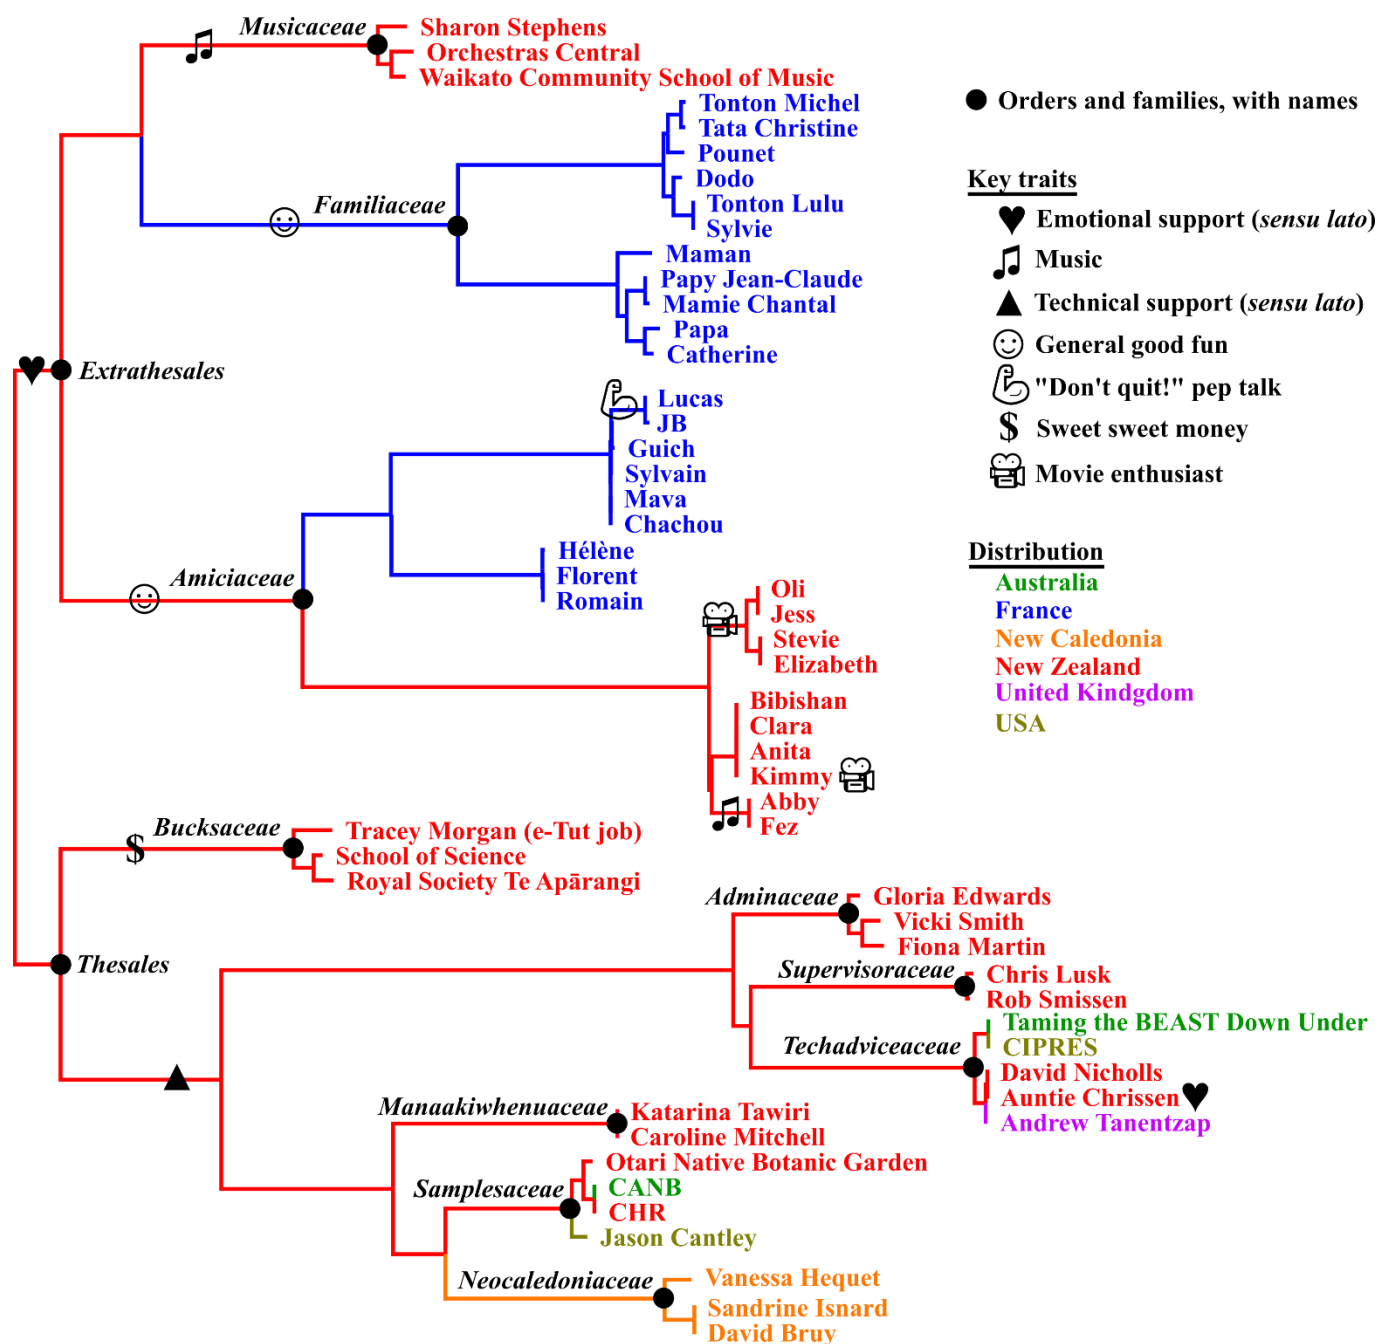 Musicaceae
Sharon Stephens
Orchestras Central
Waikato Community School of Music
Familiaceae
Tonton Michel
Tata Christine
Pounet
Dodo
Tonton Lulu
Sylvie
Maman
Papy Jean-Claude
Mamie Chantal
Papa
Catherine
Extrathesales
Lucas
JB
Guich
Sylvain
Mava
Chachou
Amiciaceae
Hélène
Florent
Romain
Oli
Jess
Stevie
Elizabeth
Bibishan
Clara
Anita
Kimmy
Abby
Fez
Bucksaceae
Tracey Morgan (e-Tut job)
School of Science
Royal Society Te Apārangi
Thesales
Adminaceae
Gloria Edwards
Vicki Smith
Fiona Martin
Supervisoraceae
Chris Lusk
Rob Smissen
Techadviceaceae
Taming the BEAST Down Under
CIPRES
David Nicholls
Auntie Chrissen
Andrew Tanentzap
Manaakiwhenuaceae
Katarina Tawiri
Caroline Mitchell
Samplesaceae
Otari Native Botanic Garden
CANB
CHR
Jason Cantley
Neocaledoniaceae
Vanessa Hequet
Sandrine Isnard
David Bruy
Orders and families, with names
Key traits
Emotional support (sensu lato)
Music
Technical support (sensu lato)
General good fun
"Don't quit!" pep talk
$ Sweet sweet money
Movie enthusiast
Distribution
Australia
France
New Caledonia
New Zealand
United Kindgdom
USA